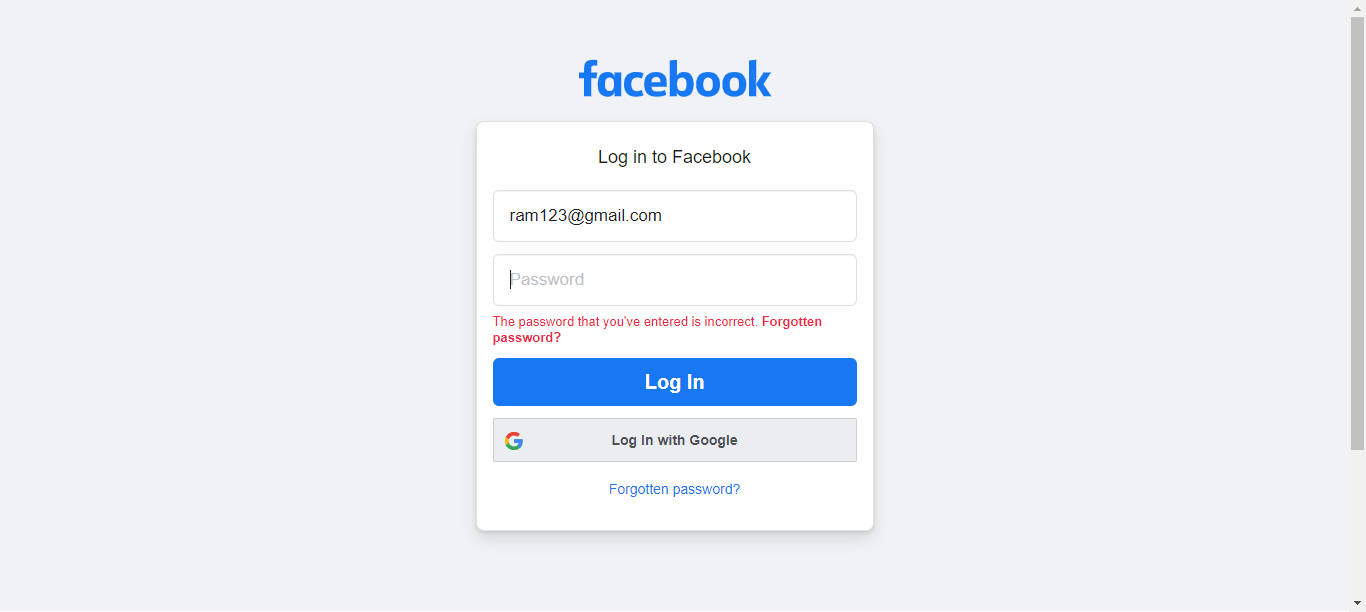 facebook
Log in to Facebook
ram123@gmail.com
Password
The password that you've entered is incorrect. Forgotten
password?
Log In
Log In with Google
Forgotten password?